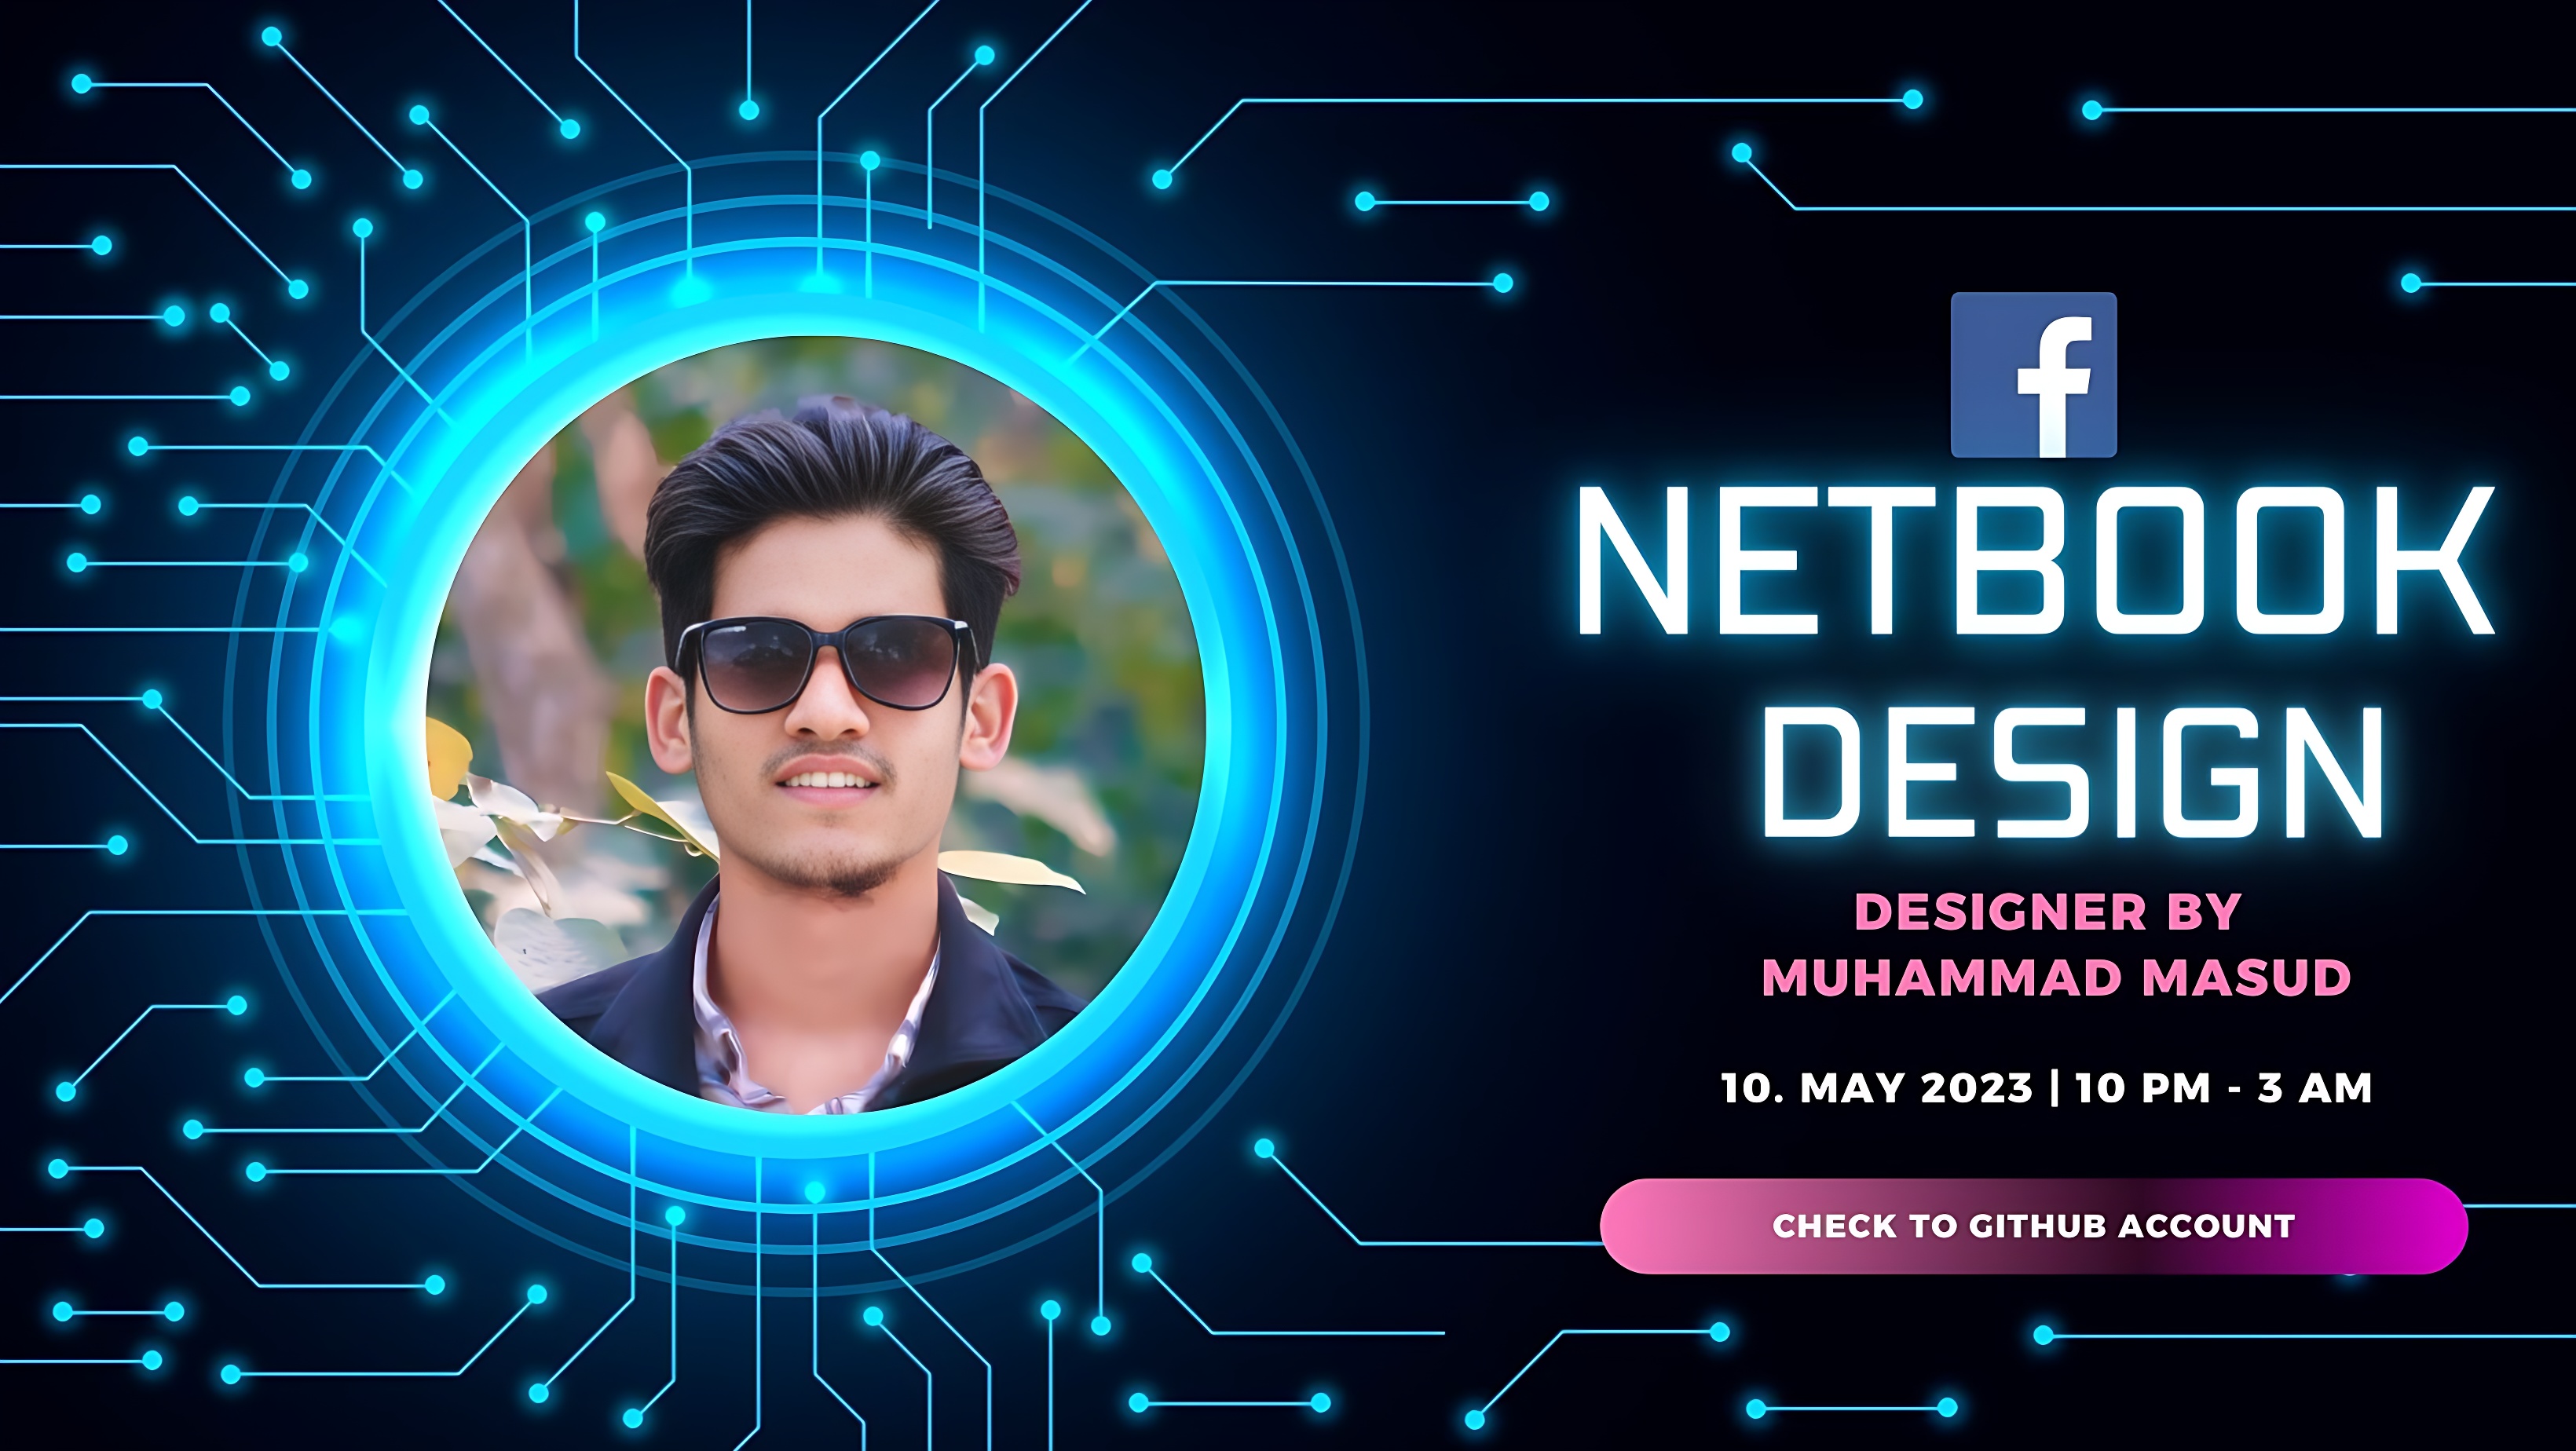 f
NETBOOK
DESIGN
DESIGNER BY
MUHAMMAD MASUD
10. MAY 2023 | 10 PM - 3 AM
CHECK TO GITHUB ACCOUNT